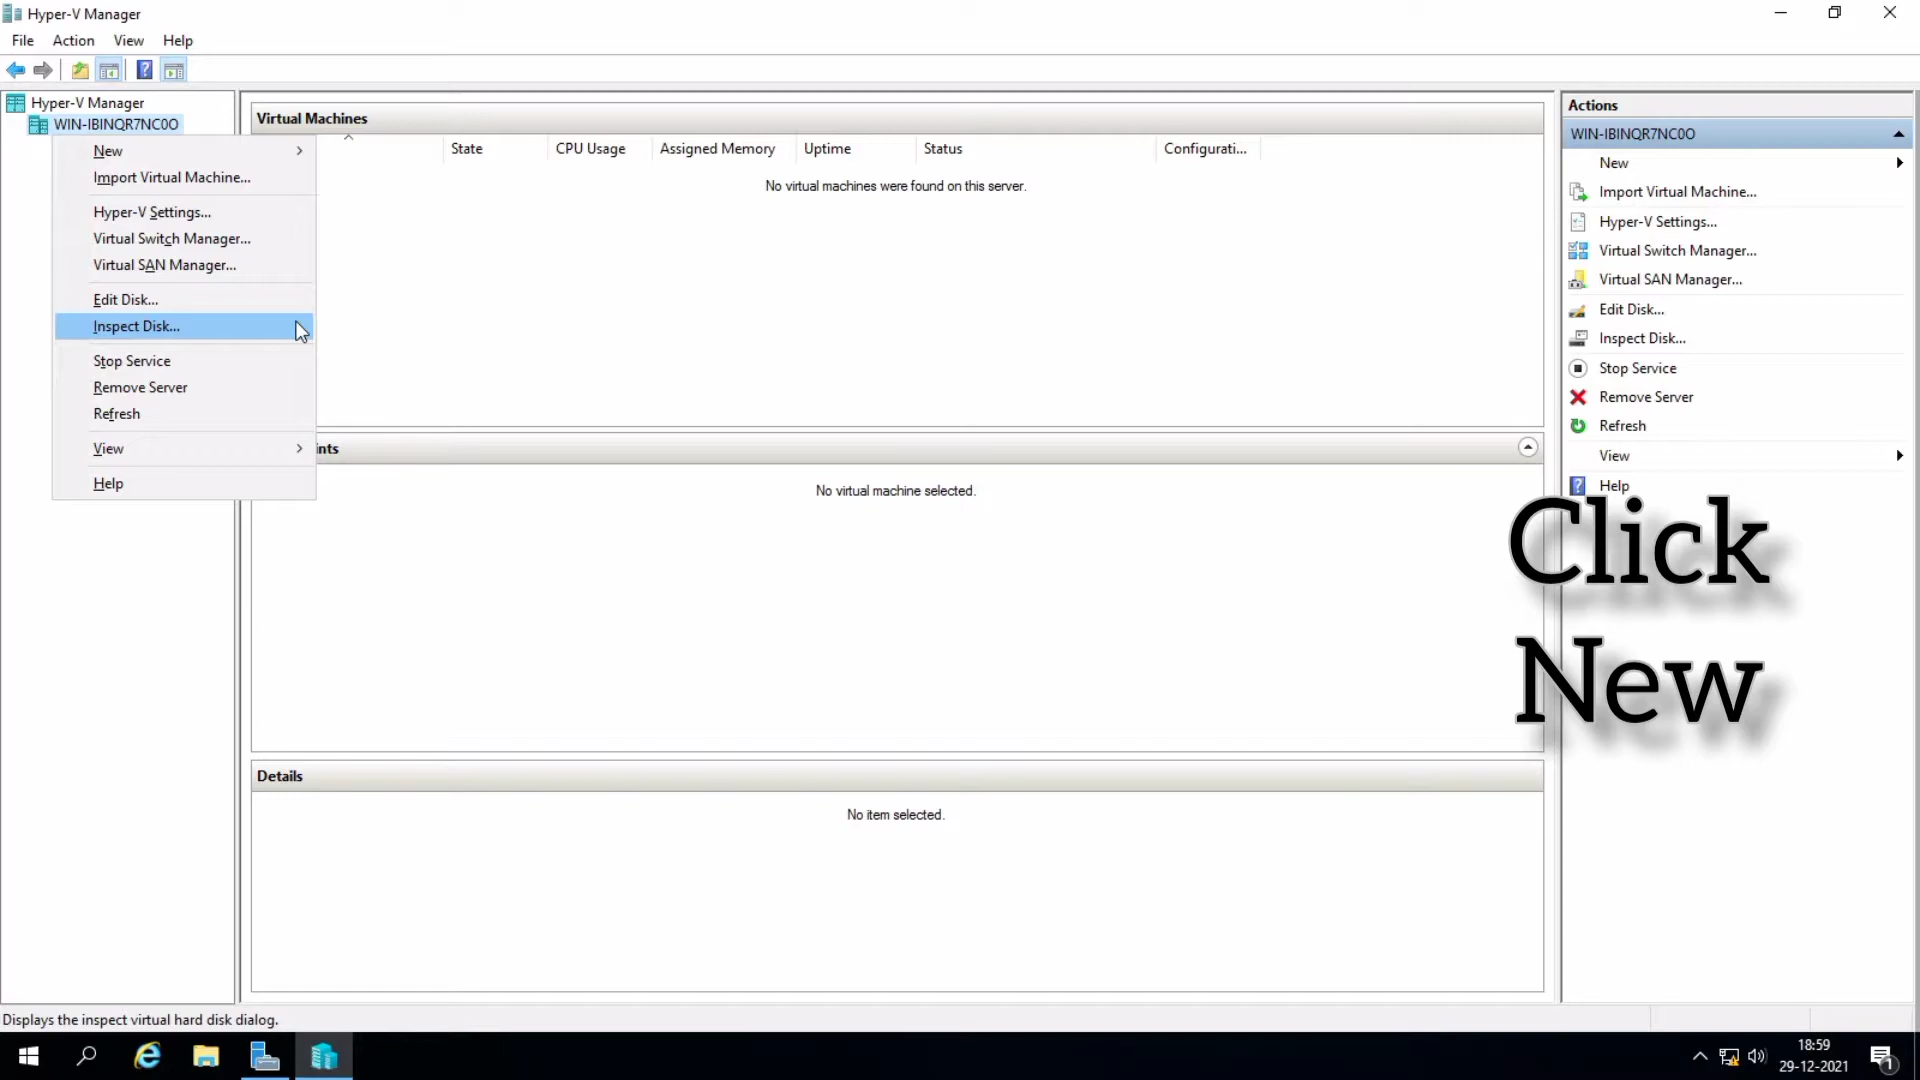 Hyper-V Manager
File Action View Help
Hyper-V Manager
WIN-IBINQR7NC0O
New
Import Virtual Machine...
Hyper-V Settings...
Virtual Switch Manager...
Virtual SAN Manager...
Edit Disk...
Inspect Disk...
Stop Service
Remove Server
Refresh
View
Help
Virtual Machines
State CPU Usage Assigned Memory Uptime Status Configurati...
No virtual machines were found on this server.
ints
No virtual machine selected.
Details
No item selected.
Actions
WIN-IBINQR7NC0O
New
Import Virtual Machine...
Hyper-V Settings...
Virtual Switch Manager...
Virtual SAN Manager...
Edit Disk...
Inspect Disk...
Stop Service
Remove Server
Refresh
View
Help
Click
New
Displays the inspect virtual hard disk dialog.
18:59
29-12-2021
1